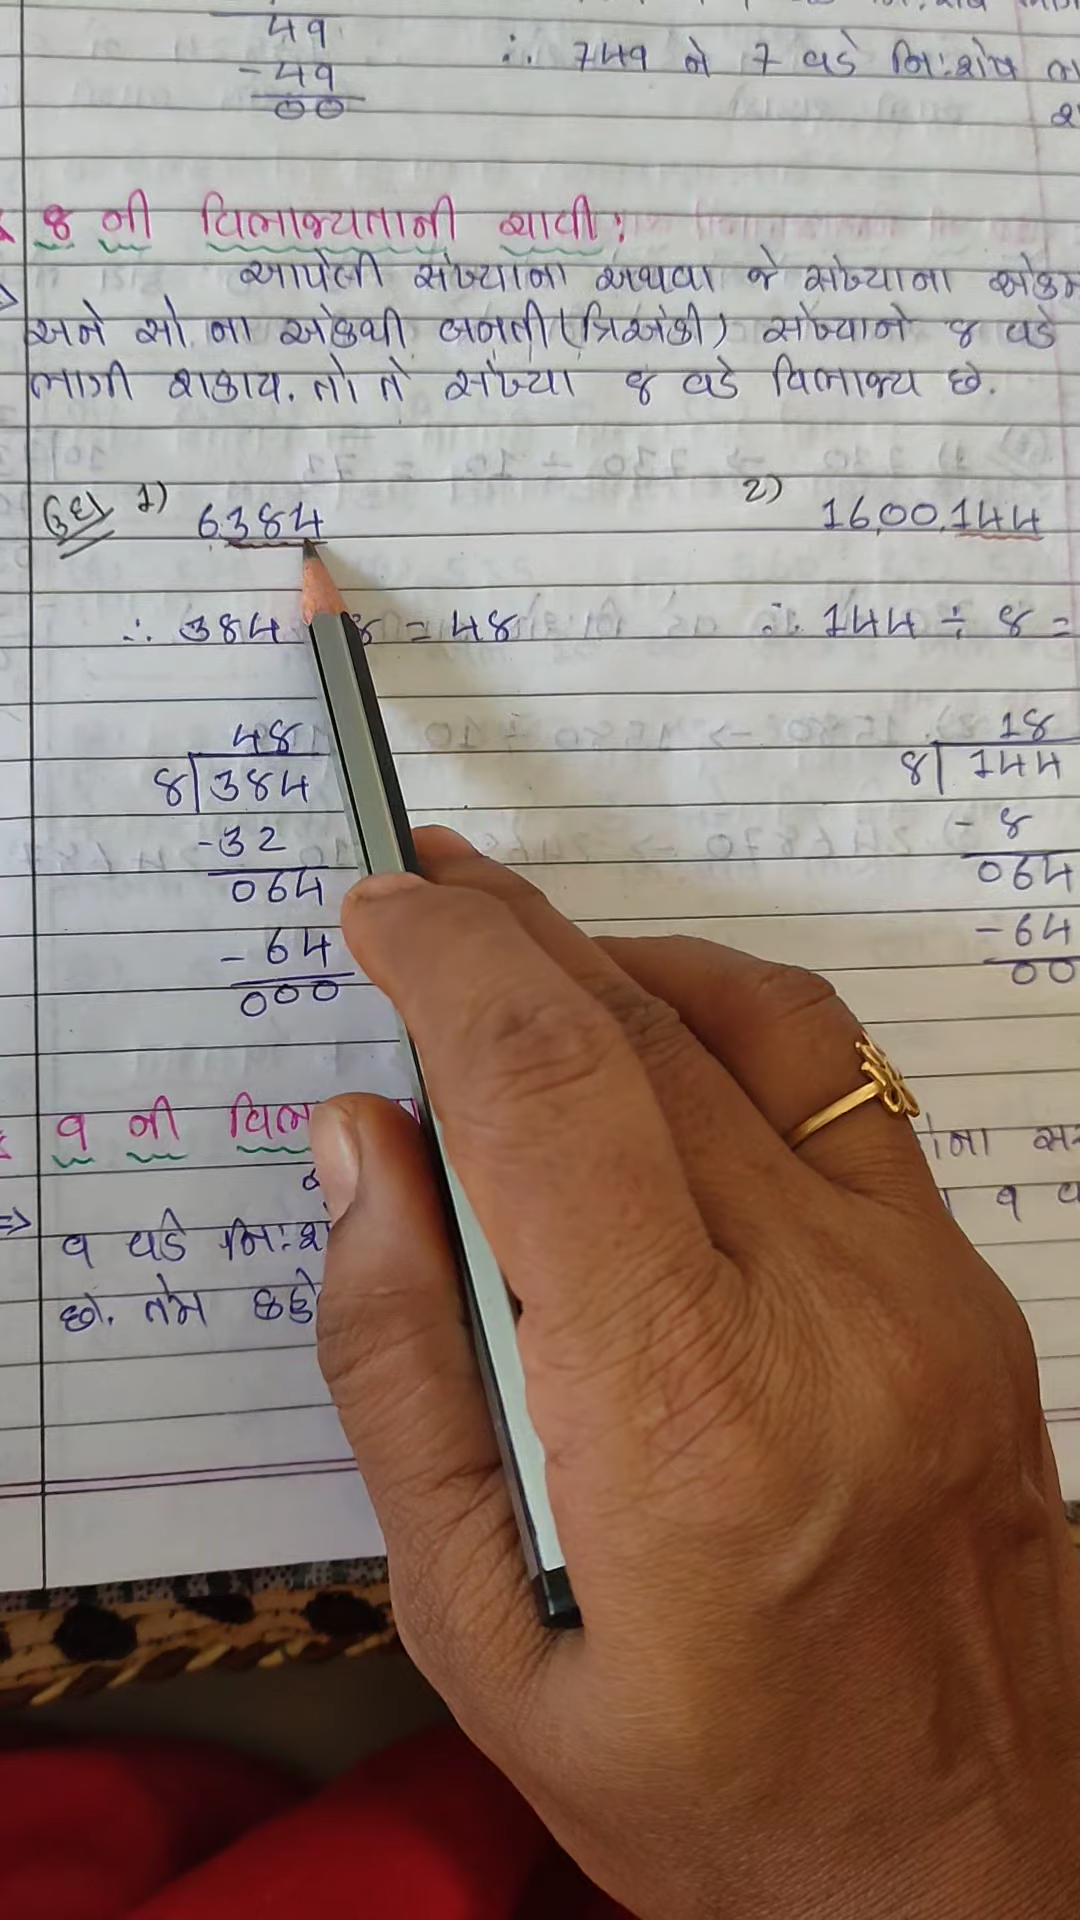 49
- 49
00
∴ 749 ને 7 વડે નિ:શેષ
8 ની વિભાજ્યતાની ચાવી:
આપેલી સંખ્યાના અથવા જે સંખ્યાના એકમ
અને સો ના અંકથી બનતી (ત્રિઅંકી) સંખ્યાને 8 વડે
ભાગી શકાય. તો તે સંખ્યા 8 વડે વિભાજ્ય છે.
ઉદા 1) 6384
2) 16,00,144
∴ 384 8 = 48
∴ 144 ÷ 8 =
48
8 384
- 32
064
- 64
000
18
8 144
- 8
064
- 64
00
9 ની
9 વડે
છે. તેમ